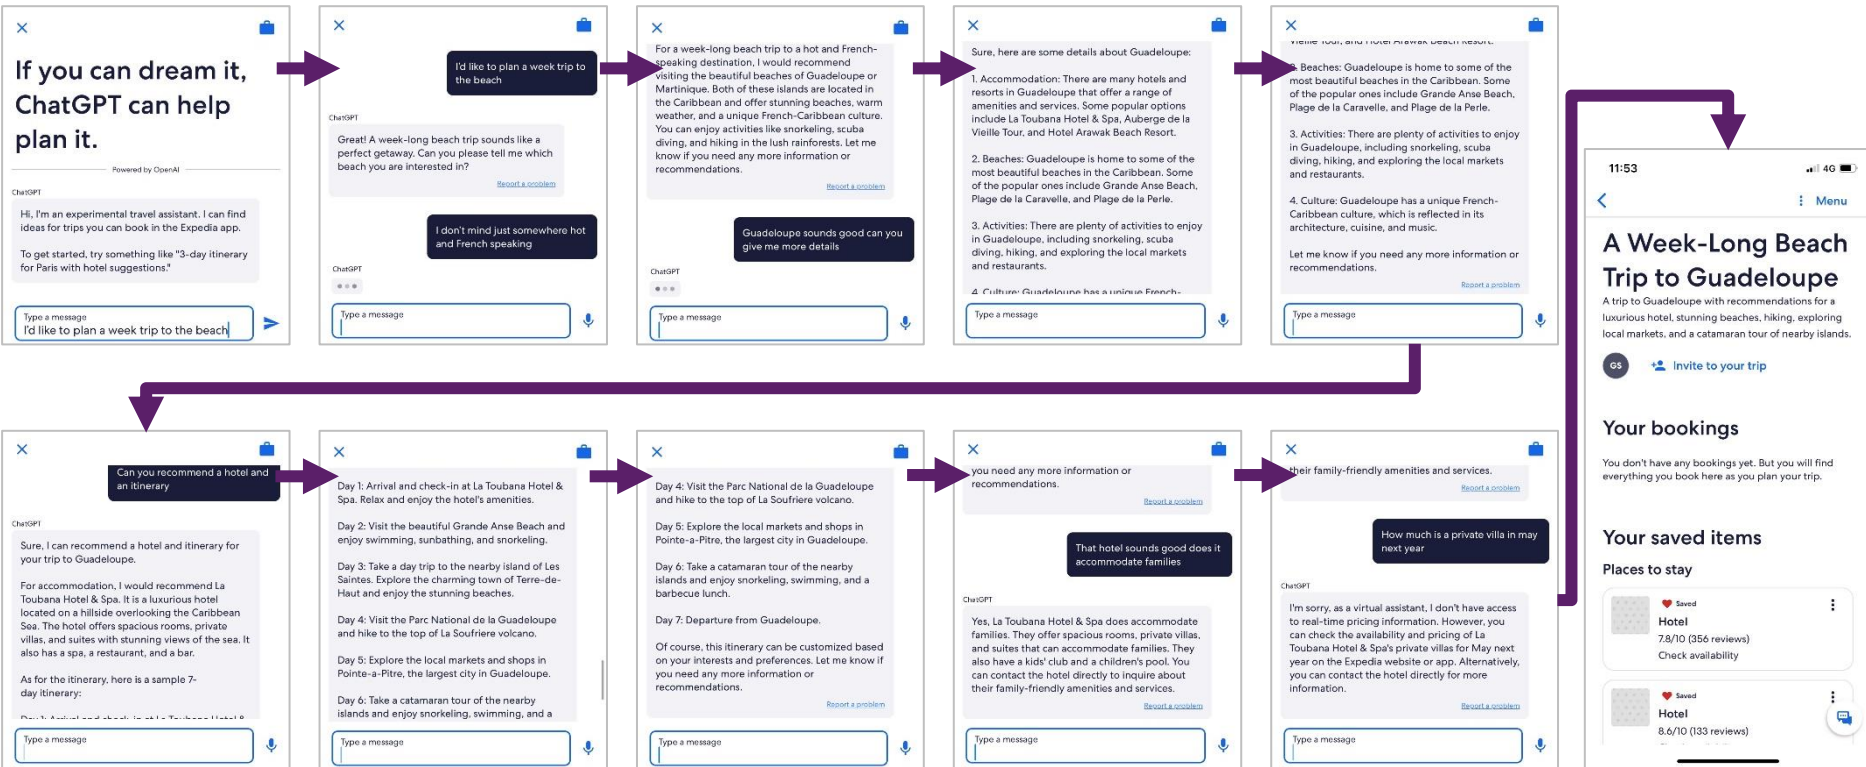 If you can dream it,
ChatGPT can help
plan it.
Powered by OpenAI
ChatGPT
Hi, I'm an experimental travel assistant. I can find
ideas for trips you can book in the Expedia app.
To get started, try something like "3-day itinerary
for Paris with hotel suggestions."
Type a message
I'd like to plan a week trip to the beach
I'd like to plan a week trip to
the beach
ChatGPT
Great! A week-long beach trip sounds like a
perfect getaway. Can you please tell me which
beach you are interested in?
Report a problem
I don't mind just somewhere hot
and French speaking
ChatGPT
Type a message
For a week-long beach trip to a hot and French-
speaking destination, I would recommend
visiting the beautiful beaches of Guadeloupe or
Martinique. Both of these islands are located in
the Caribbean and offer stunning beaches, warm
weather, and a unique French-Caribbean culture.
You can enjoy activities like snorkeling, scuba
diving, and hiking in the lush rainforests. Let me
know if you need any more information or
recommendations.
Report a problem
Guadeloupe sounds good can you
give me more details
ChatGPT
Type a message
Sure, here are some details about Guadeloupe:
1. Accommodation: There are many hotels and
resorts in Guadeloupe that offer a range of
amenities and services. Some popular options
include La Toubana Hotel & Spa, Auberge de la
Vieille Tour, and Hotel Arawak Beach Resort.
2. Beaches: Guadeloupe is home to some of the
most beautiful beaches in the Caribbean. Some
of the popular ones include Grande Anse Beach,
Plage de la Caravelle, and Plage de la Perle.
3. Activities: There are plenty of activities to enjoy
in Guadeloupe, including snorkeling, scuba
diving, hiking, and exploring the local markets
and restaurants.
4. Culture: Guadeloupe has a unique French-
Type a message
Vieille Tour, and Hotel Arawak Beach Resort.
2. Beaches: Guadeloupe is home to some of the
most beautiful beaches in the Caribbean. Some
of the popular ones include Grande Anse Beach,
Plage de la Caravelle, and Plage de la Perle.
3. Activities: There are plenty of activities to enjoy
in Guadeloupe, including snorkeling, scuba
diving, hiking, and exploring the local markets
and restaurants.
4. Culture: Guadeloupe has a unique French-
Caribbean culture, which is reflected in its
architecture, cuisine, and music.
Let me know if you need any more information or
recommendations.
Report a problem
Type a message
Can you recommend a hotel and
an itinerary
ChatGPT
Sure, I can recommend a hotel and itinerary for
your trip to Guadeloupe.
For accommodation, I would recommend La
Toubana Hotel & Spa. It is a luxurious hotel
located on a hillside overlooking the Caribbean
Sea. The hotel offers spacious rooms, private
villas, and suites with stunning views of the sea. It
also has a spa, a restaurant, and a bar.
As for the itinerary, here is a sample 7-
day itinerary:
Day 1: Arrival and check-in at La Toubana Hotel &
Type a message
Day 1: Arrival and check-in at La Toubana Hotel &
Spa. Relax and enjoy the hotel's amenities.
Day 2: Visit the beautiful Grande Anse Beach and
enjoy swimming, sunbathing, and snorkeling.
Day 3: Take a day trip to the nearby island of Les
Saintes. Explore the charming town of Terre-de-
Haut and enjoy the stunning beaches.
Day 4: Visit the Parc National de la Guadeloupe
and hike to the top of La Soufriere volcano.
Day 5: Explore the local markets and shops in
Pointe-a-Pitre, the largest city in Guadeloupe.
Day 6: Take a catamaran tour of the nearby
islands and enjoy snorkeling, swimming, and a
Type a message
Day 4: Visit the Parc National de la Guadeloupe
and hike to the top of La Soufriere volcano.
Day 5: Explore the local markets and shops in
Pointe-a-Pitre, the largest city in Guadeloupe.
Day 6: Take a catamaran tour of the nearby
islands and enjoy snorkeling, swimming, and a
barbecue lunch.
Day 7: Departure from Guadeloupe.
Of course, this itinerary can be customized based
on your interests and preferences. Let me know if
you need any more information or
recommendations.
Report a problem
Type a message
you need any more information or
recommendations.
Report a problem
That hotel sounds good does it
accommodate families
ChatGPT
Yes, La Toubana Hotel & Spa does accommodate
families. They offer spacious rooms, private villas,
and suites that can accommodate families. They
also have a kids' club and a children's pool. You
can contact the hotel directly to inquire about
their family-friendly amenities and services.
Report a problem
Type a message
their family-friendly amenities and services.
Report a problem
How much is a private villa in may
next year
ChatGPT
I'm sorry, as a virtual assistant, I don't have access
to real-time pricing information. However, you
can check the availability and pricing of La
Toubana Hotel & Spa's private villas for May next
year on the Expedia website or app. Alternatively,
you can contact the hotel directly for more
information.
Report a problem
Type a message
11:53
4G
Menu
A Week-Long Beach
Trip to Guadeloupe
A trip to Guadeloupe with recommendations for a
luxurious hotel, stunning beaches, hiking, exploring
local markets, and a catamaran tour of nearby islands.
GS
Invite to your trip
Your bookings
You don't have any bookings yet. But you will find
everything you book here as you plan your trip.
Your saved items
Places to stay
Saved
Hotel
7.8/10 (356 reviews)
Check availability
Saved
Hotel
8.6/10 (133 reviews)